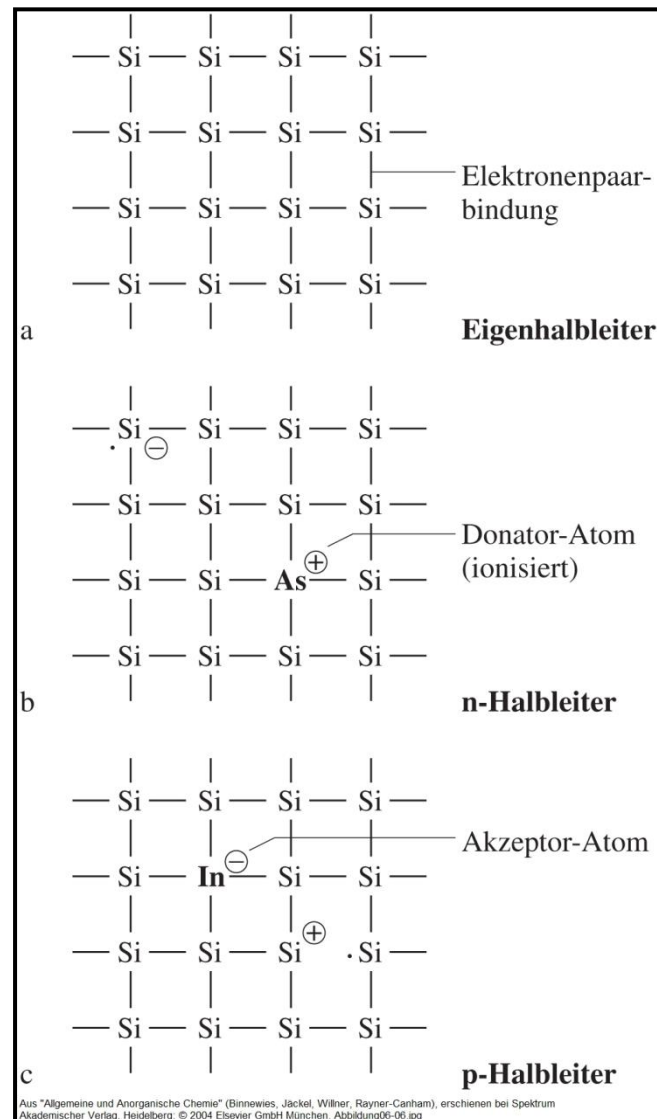 Si Si Si Si
Si Si Si Si
Elektronenpaar-
bindung
Si Si Si Si
Si Si Si Si
a
Eigenhalbleiter
Si Si Si Si
· ⊖
Si Si Si Si
Donator-Atom
(ionisiert)
Si Si As⊕ Si
Si Si Si Si
b
n-Halbleiter
Si Si Si Si
Akzeptor-Atom
Si In⊖ Si Si
Si Si Si⊕ ·Si
Si Si Si Si
c
p-Halbleiter
Aus "Allgemeine und Anorganische Chemie" (Binnewies, Jäckel, Willner, Rayner-Canham), erschienen bei Spektrum
Akademischer Verlag, Heidelberg; © 2004 Elsevier GmbH München. Abbildung06-06.jpg